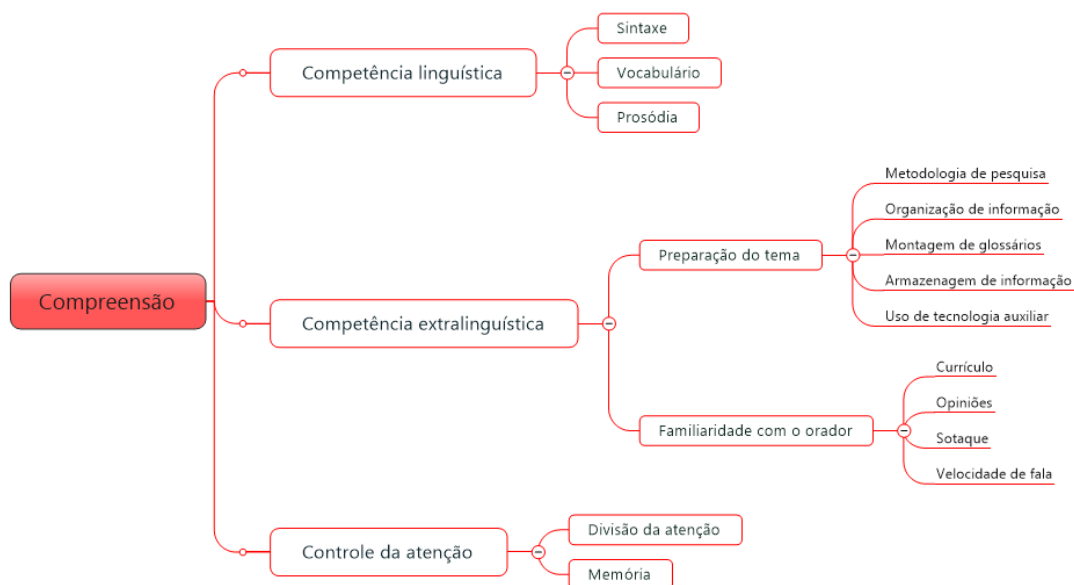 Compreensão
Competência linguística
Sintaxe
Vocabulário
Prosódia
Competência extralinguística
Preparação do tema
Metodologia de pesquisa
Organização de informação
Montagem de glossários
Armazenagem de informação
Uso de tecnologia auxiliar
Familiaridade com o orador
Currículo
Opiniões
Sotaque
Velocidade de fala
Controle da atenção
Divisão da atenção
Memória